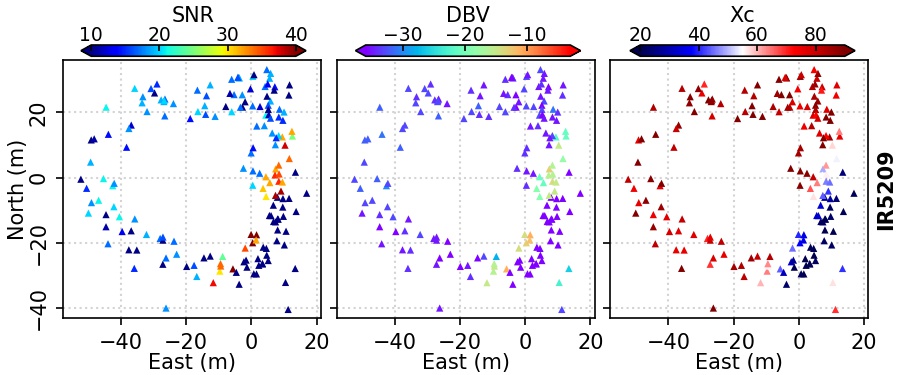 SNR DBV Xc
10 20 30 40 −30 −20 −10 20 40 60 80
North (m)
20
0
−20
−40
IR5209
−40 −20 0 20 −40 −20 0 20 −40 −20 0 20
East (m) East (m) East (m)